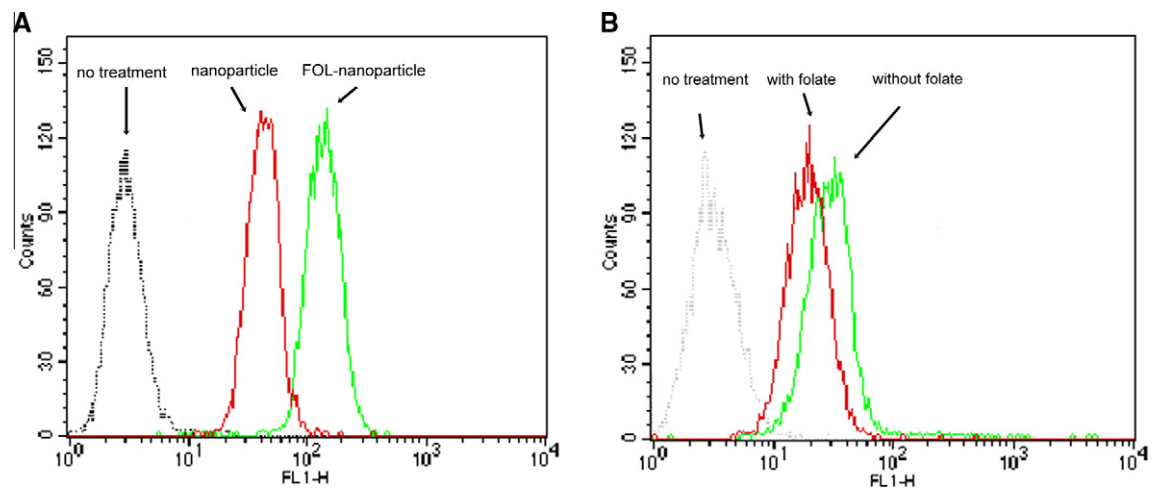 A
no treatment
nanoparticle
FOL-nanoparticle
150
120
90
60
30
0
Counts
10^0
10^1
10^2
10^3
10^4
FL1-H
B
no treatment
with folate
without folate
150
120
90
60
30
0
Counts
10^0
10^1
10^2
10^3
10^4
FL1-H